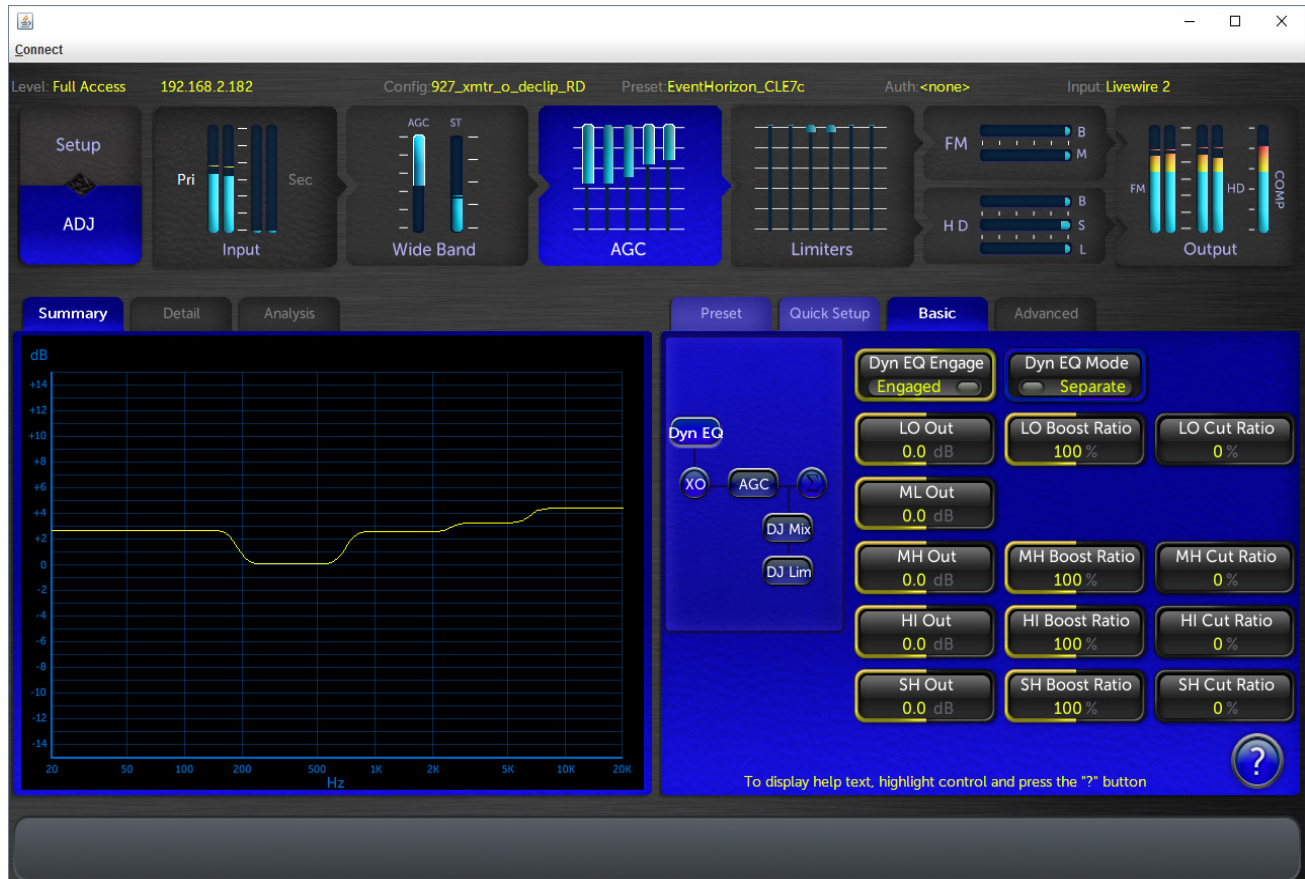 Connect
Level: Full Access 192.168.2.182 Config:927_xmtr_o_declip_RD Preset:EventHorizon_CLE7c Auth:<none> Input:Livewire 2
Setup
ADJ
Pri
Sec
Input
AGC ST
Wide Band
AGC
Limiters
FM
B
M
HD
B
S
L
FM
HD
COMP
Output
Summary Detail Analysis
dB
+14
+12
+10
+8
+6
+4
+2
0
-2
-4
-6
-8
-10
-12
-14
20 50 100 200 500 1K 2K 5K 10K 20K
Hz
Preset Quick Setup Basic Advanced
Dyn EQ
XO
AGC
Σ
DJ Mix
DJ Lim
Dyn EQ Engage
Engaged
Dyn EQ Mode
Separate
LO Out
0.0 dB
LO Boost Ratio
100 %
LO Cut Ratio
0 %
ML Out
0.0 dB
MH Out
0.0 dB
MH Boost Ratio
100 %
MH Cut Ratio
0 %
HI Out
0.0 dB
HI Boost Ratio
100 %
HI Cut Ratio
0 %
SH Out
0.0 dB
SH Boost Ratio
100 %
SH Cut Ratio
0 %
?
To display help text, highlight control and press the "?" button